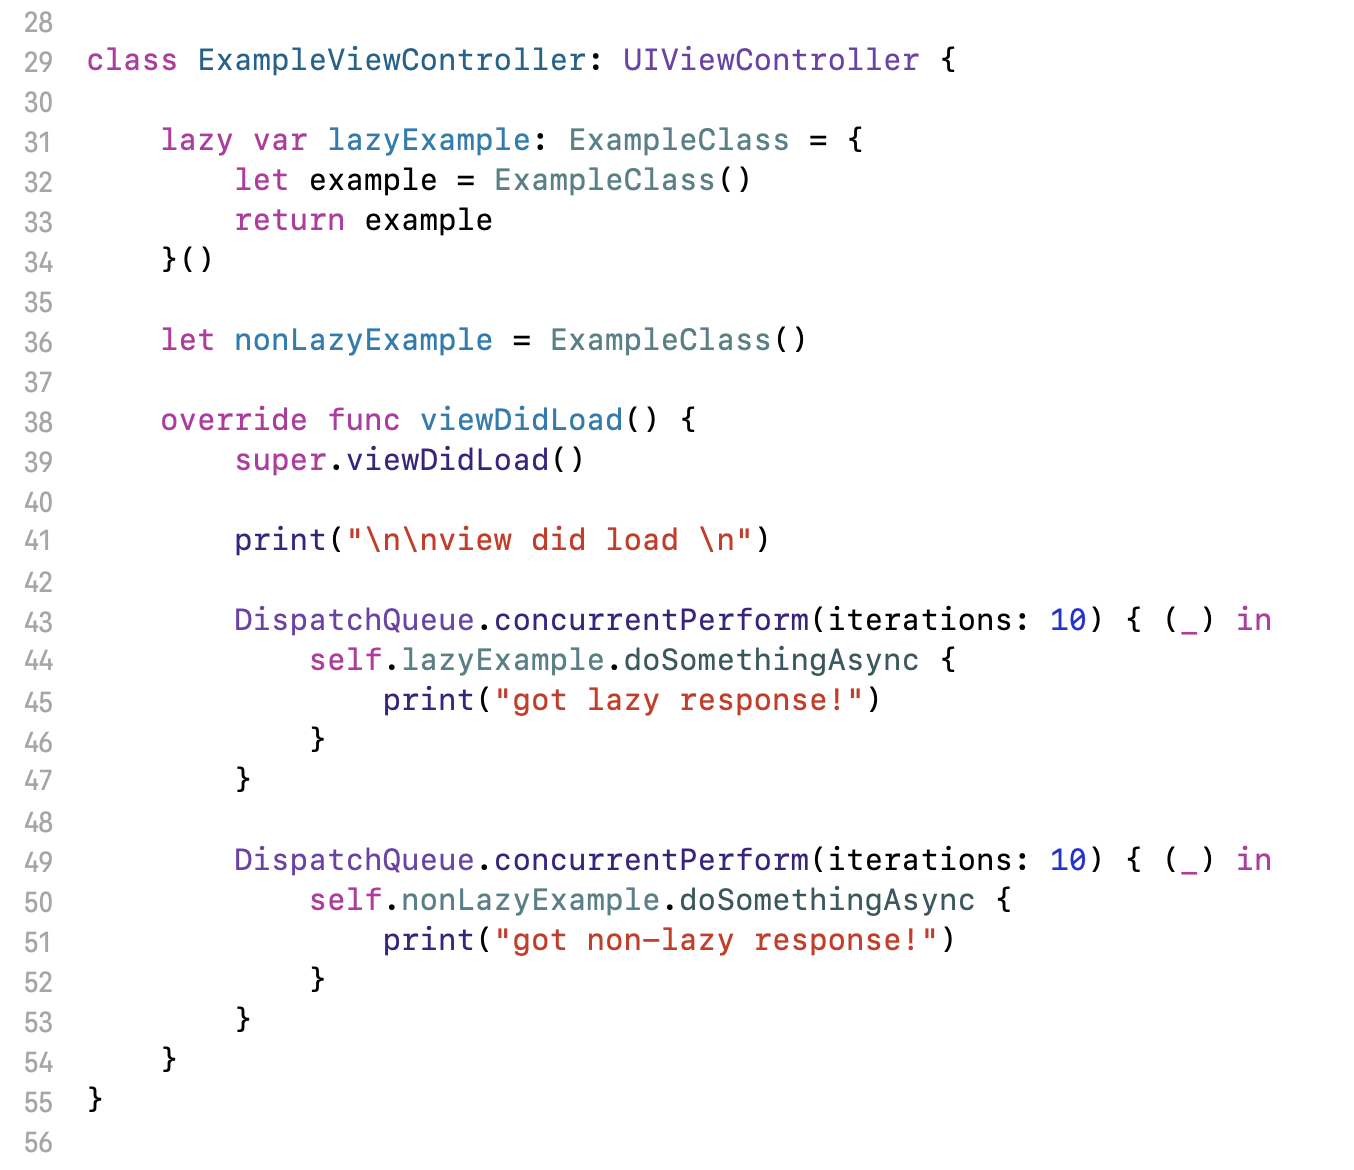 28
29 class ExampleViewController: UIViewController {
30
31     lazy var lazyExample: ExampleClass = {
32         let example = ExampleClass()
33         return example
34     }()
35
36     let nonLazyExample = ExampleClass()
37
38     override func viewDidLoad() {
39         super.viewDidLoad()
40
41         print("\n\nview did load \n")
42
43         DispatchQueue.concurrentPerform(iterations: 10) { (_) in
44             self.lazyExample.doSomethingAsync {
45                 print("got lazy response!")
46             }
47         }
48
49         DispatchQueue.concurrentPerform(iterations: 10) { (_) in
50             self.nonLazyExample.doSomethingAsync {
51                 print("got non-lazy response!")
52             }
53         }
54     }
55 }
56